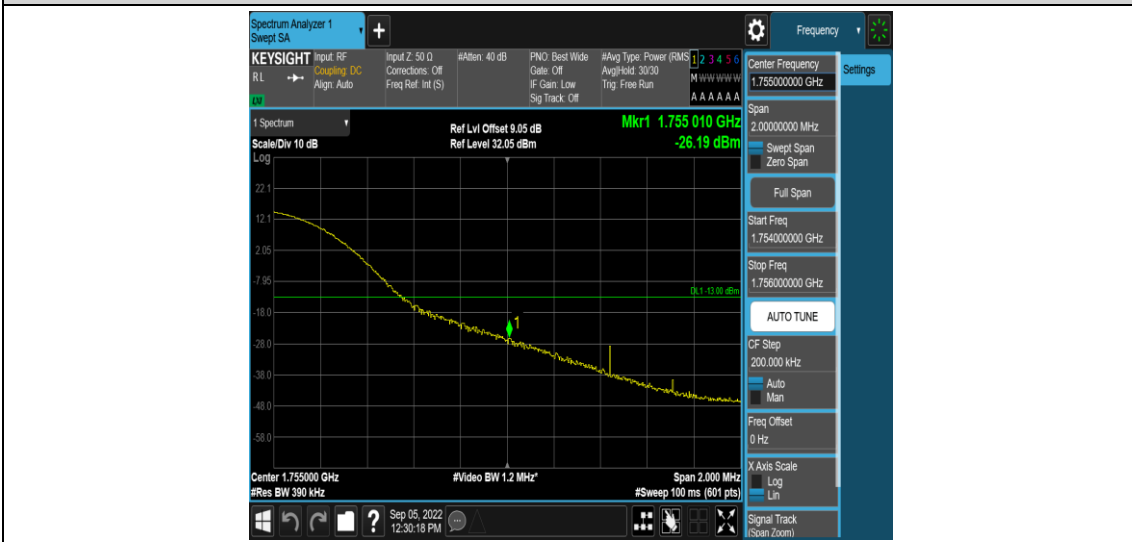 Spectrum Analyzer 1
Swept SA
+
Frequency
KEYSIGHT
RL
LXI
Input: RF
Coupling: DC
Align: Auto
Input Z: 50 Ω
Corrections: Off
Freq Ref: Int (S)
#Atten: 40 dB
PNO: Best Wide
Gate: Off
IF Gain: Low
Sig Track: Off
#Avg Type: Power (RMS
Avg|Hold: 30/30
Trig: Free Run
1 2 3 4 5 6
M W W W W W
A A A A A A
1 Spectrum
Scale/Div 10 dB
Log
Ref Lvl Offset 9.05 dB
Ref Level 32.05 dBm
Mkr1 1.755 010 GHz
-26.19 dBm
22.1
12.1
2.05
-7.95
-18.0
-28.0
-38.0
-48.0
-58.0
DL1 -13.00 dBm
1
Center 1.755000 GHz
#Res BW 390 kHz
#Video BW 1.2 MHz*
Span 2.000 MHz
#Sweep 100 ms (601 pts)
Sep 05, 2022
12:30:18 PM
?
Center Frequency
1.755000000 GHz
Span
2.00000000 MHz
Swept Span
Zero Span
Full Span
Start Freq
1.754000000 GHz
Stop Freq
1.756000000 GHz
AUTO TUNE
CF Step
200.000 kHz
Auto
Man
Freq Offset
0 Hz
X Axis Scale
Log
Lin
Signal Track
(Span Zoom)
Settings